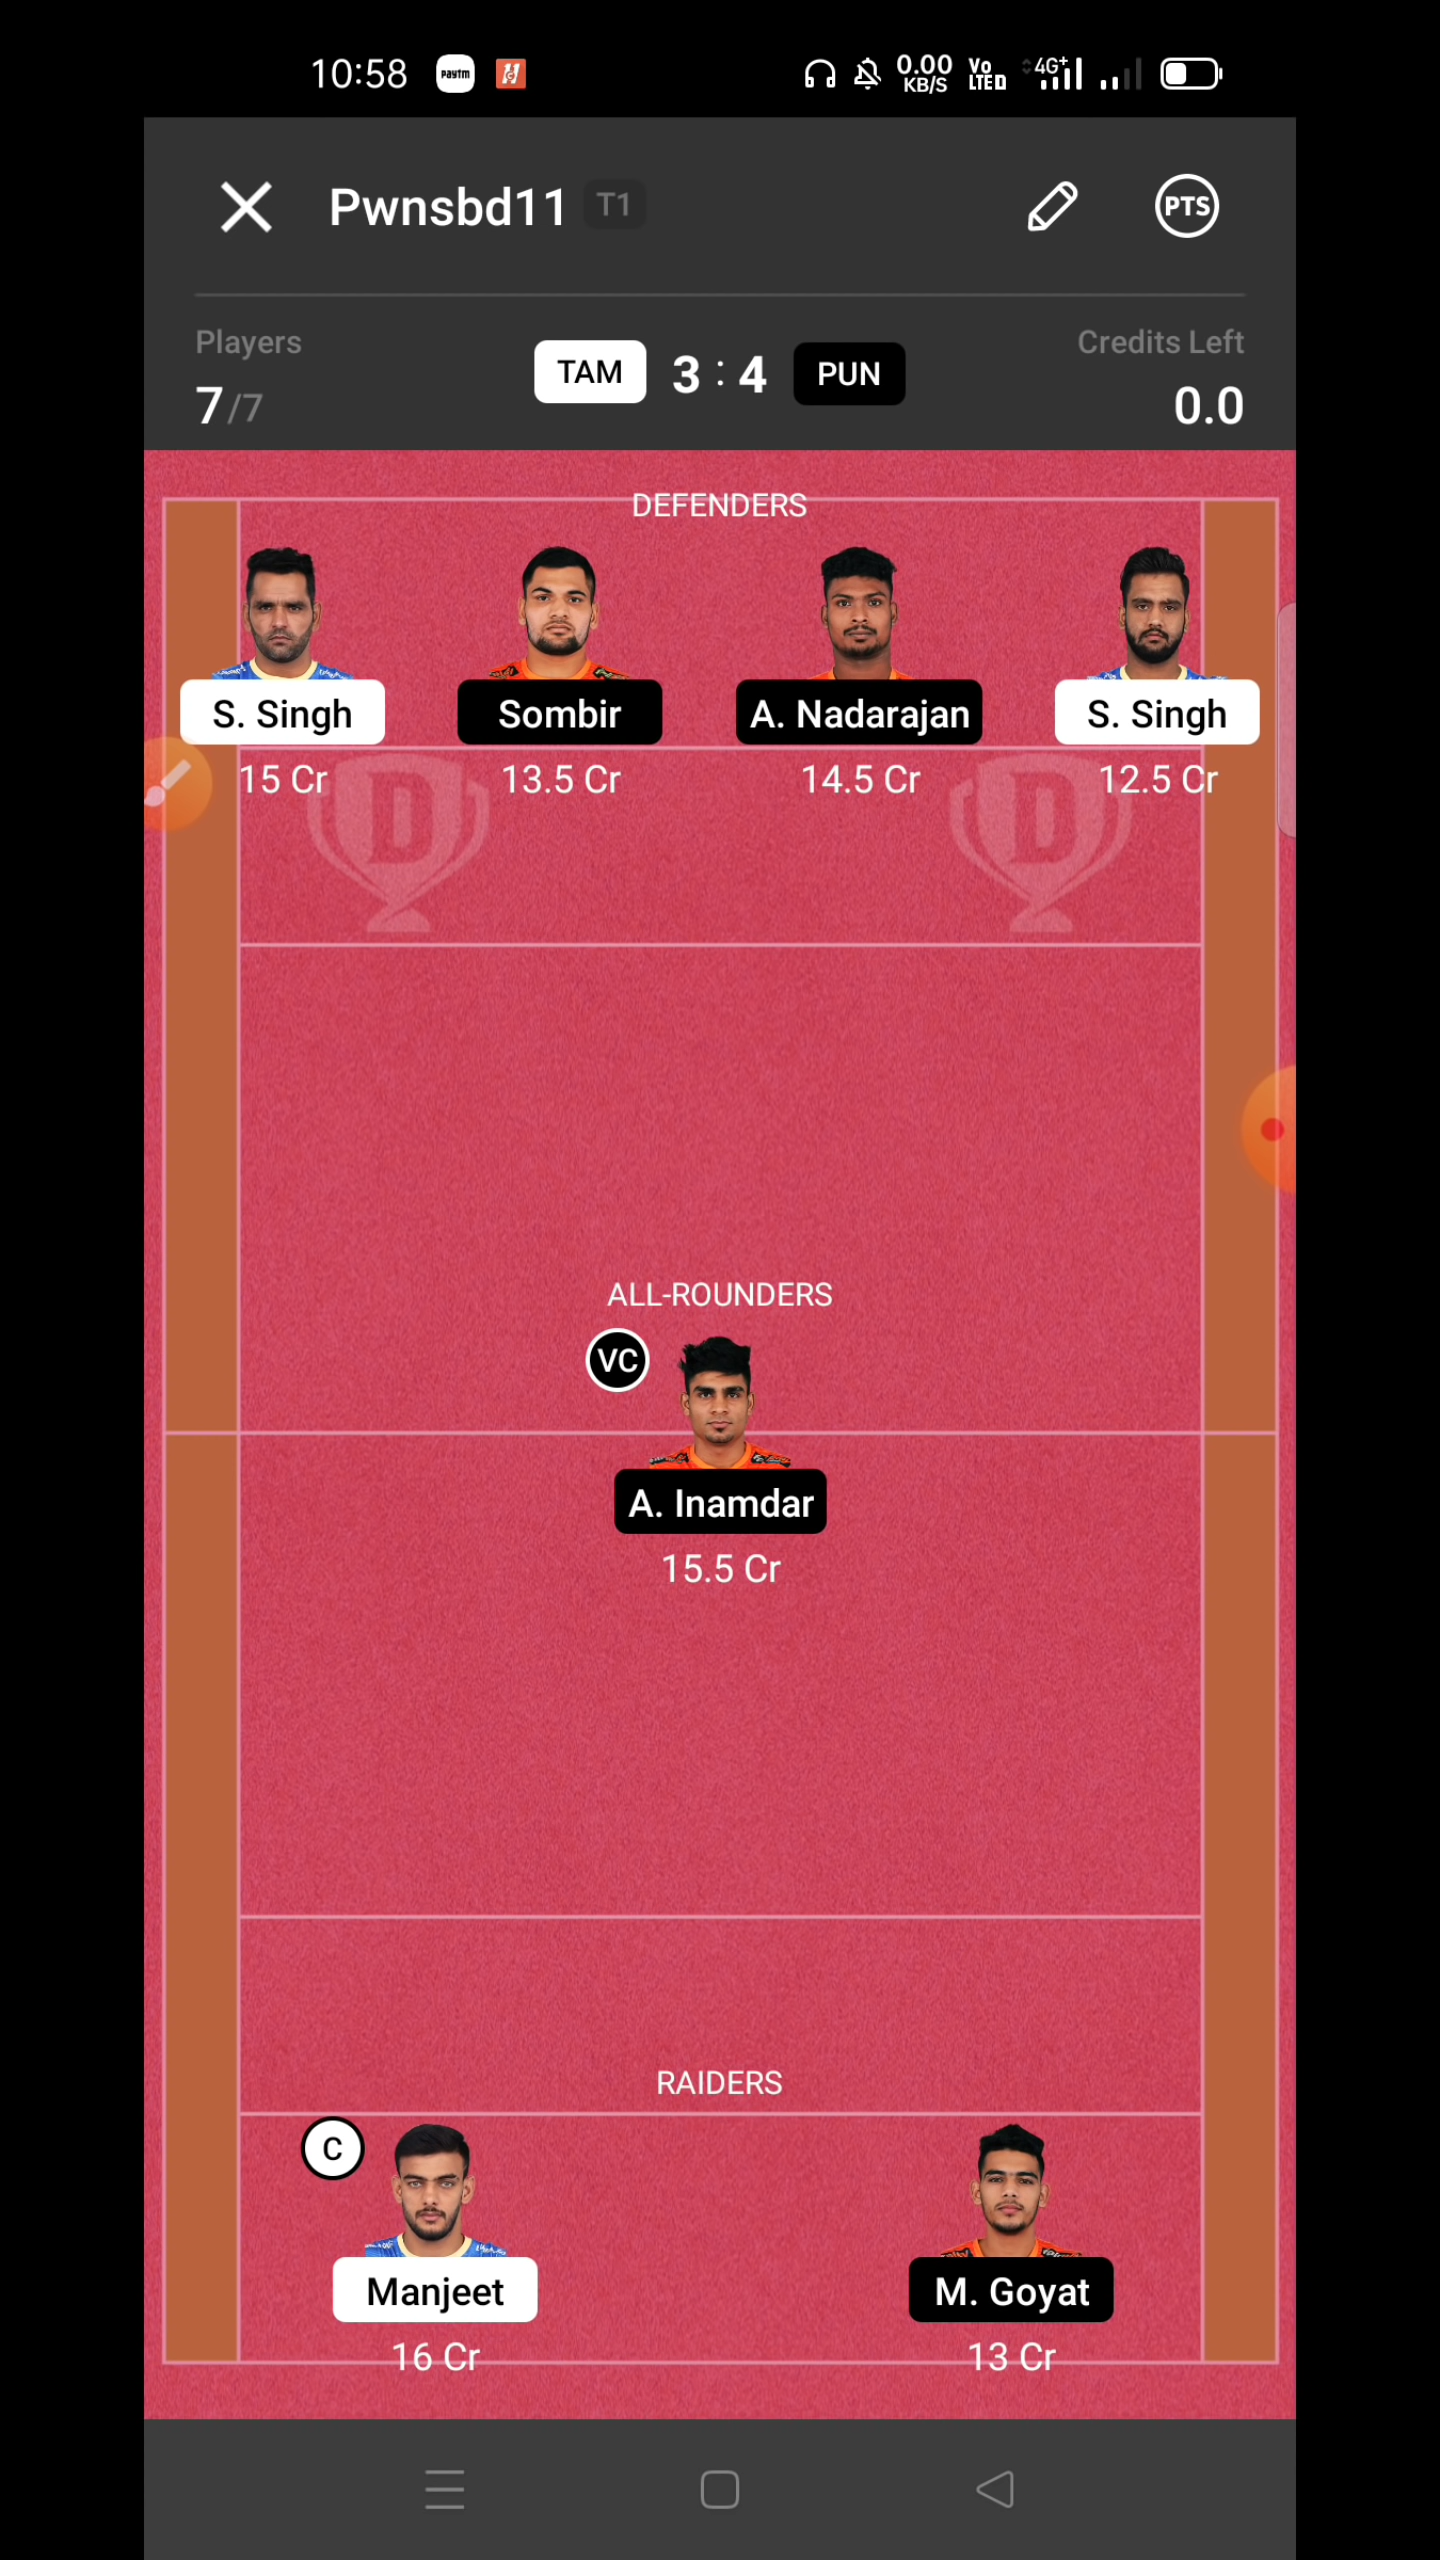 10:58 paytm 0.00 KB/S Vo LTE D 4G+
Pwnsbd11 T1 PTS
Players Credits Left
TAM 3 : 4 PUN
7/7 0.0
DEFENDERS
S. Singh Sombir A. Nadarajan S. Singh
15 Cr 13.5 Cr 14.5 Cr 12.5 Cr
D D
ALL-ROUNDERS
VC
A. Inamdar
15.5 Cr
RAIDERS
C
Manjeet M. Goyat
16 Cr 13 Cr